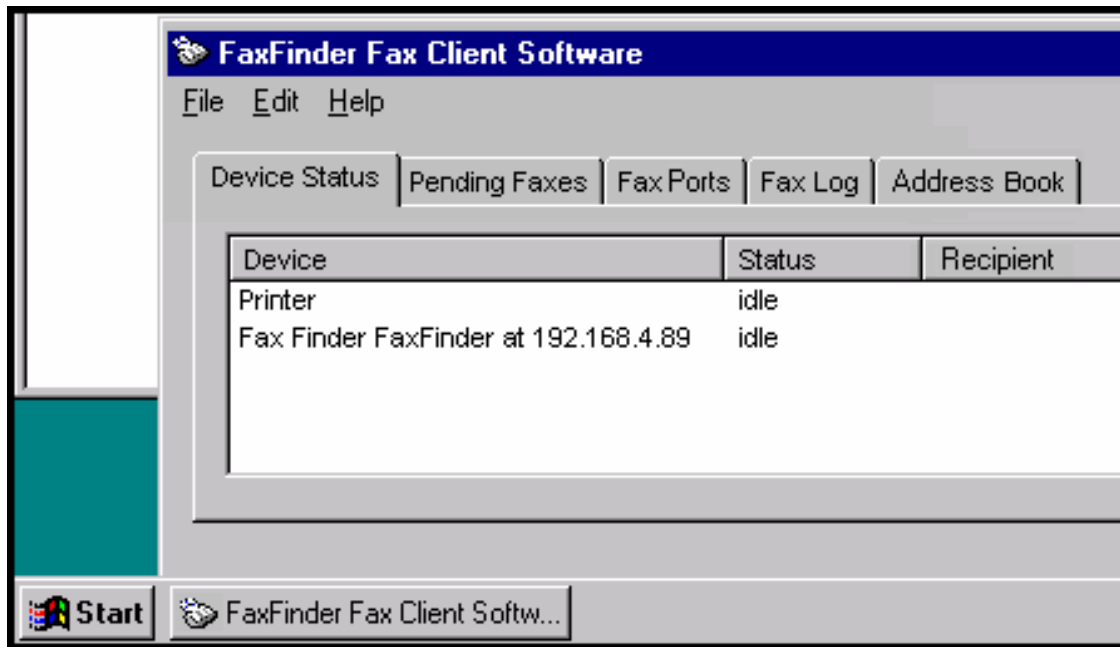 FaxFinder Fax Client Software
File Edit Help
Device Status Pending Faxes Fax Ports Fax Log Address Book
Device Status Recipient
Printer idle
Fax Finder FaxFinder at 192.168.4.89 idle
Start FaxFinder Fax Client Softw...